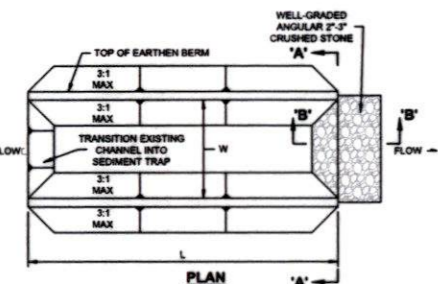 WELL-GRADED
ANGULAR 2"-3"
CRUSHED STONE
TOP OF EARTHEN BERM
"A"
3:1
MAX
3:1
MAX
"B"
"B"
TRANSITION EXISTING
CHANNEL INTO
SEDIMENT TRAP
W
LOW
FLOW
3:1
MAX
3:1
MAX
L
PLAN
"A"